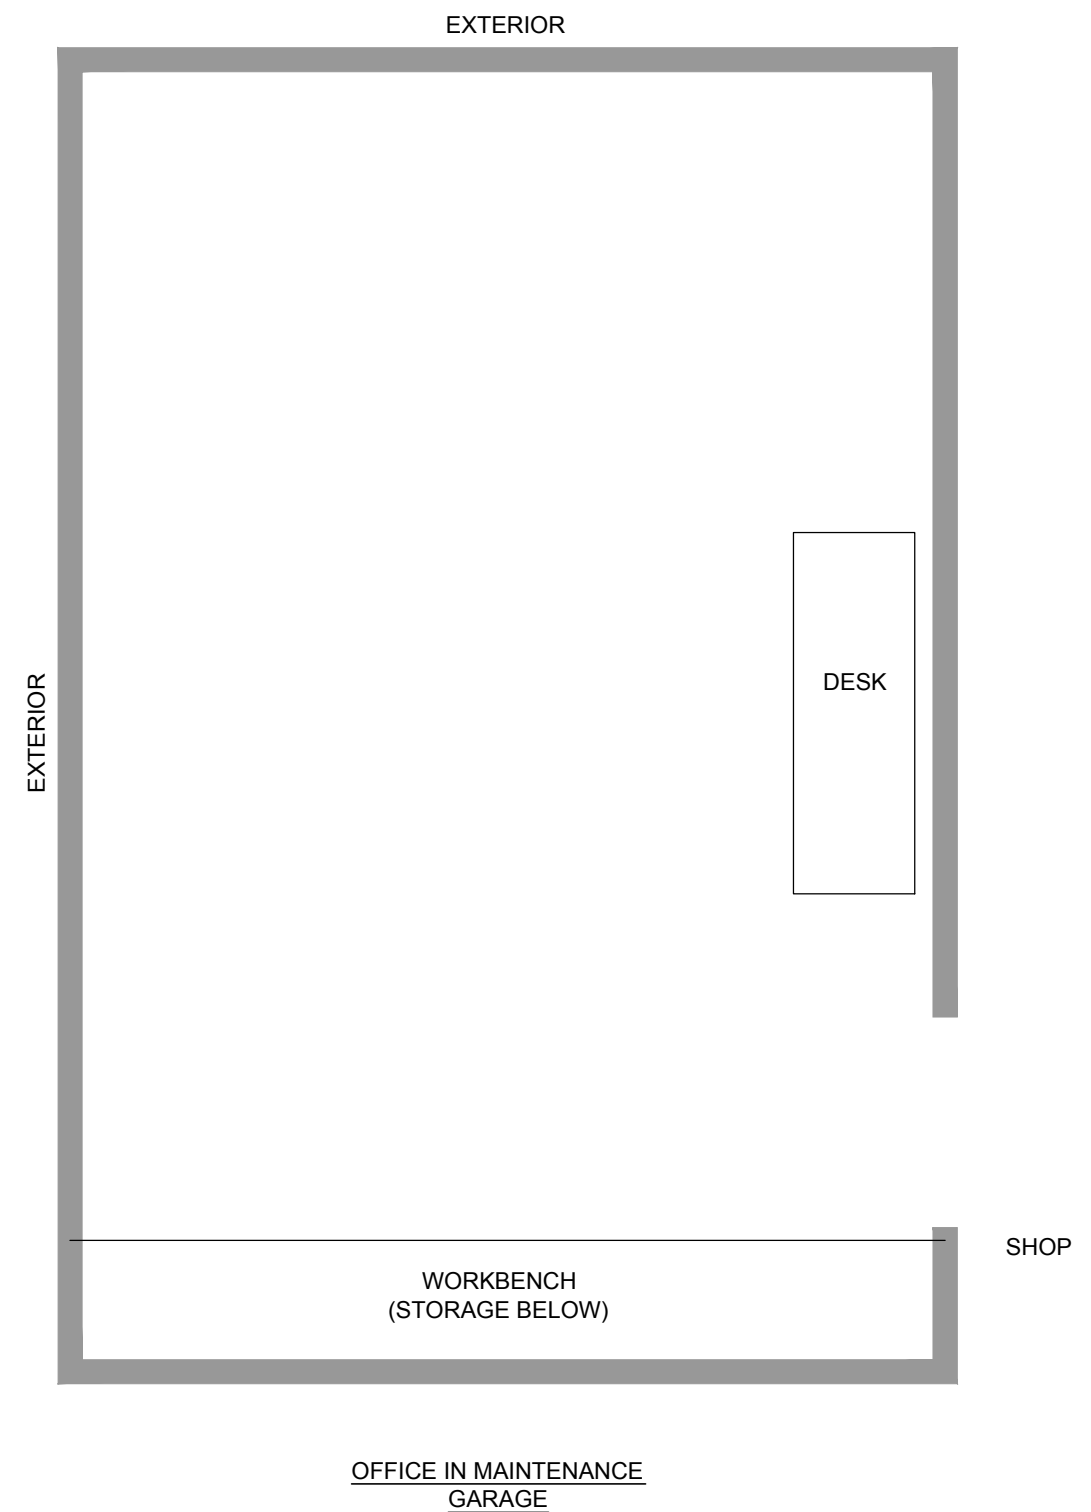 EXTERIOR
EXTERIOR
DESK
SHOP
WORKBENCH
(STORAGE BELOW)
OFFICE IN MAINTENANCE
GARAGE